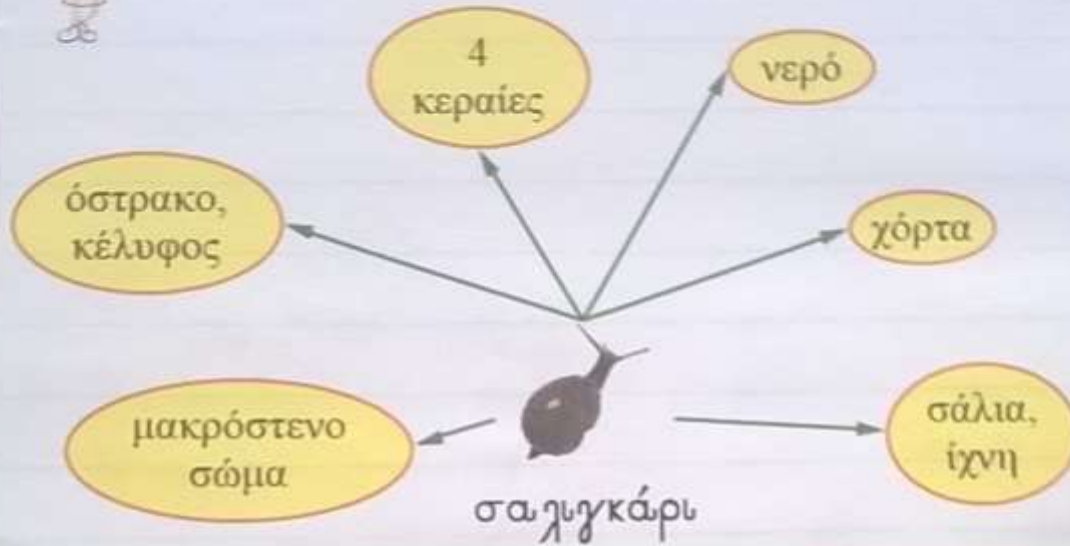 4
κεραίες
νερό
όστρακο,
κέλυφος
χόρτα
μακρόστενο
σώμα
σάλια,
ίχνη
σαλιγκάρι